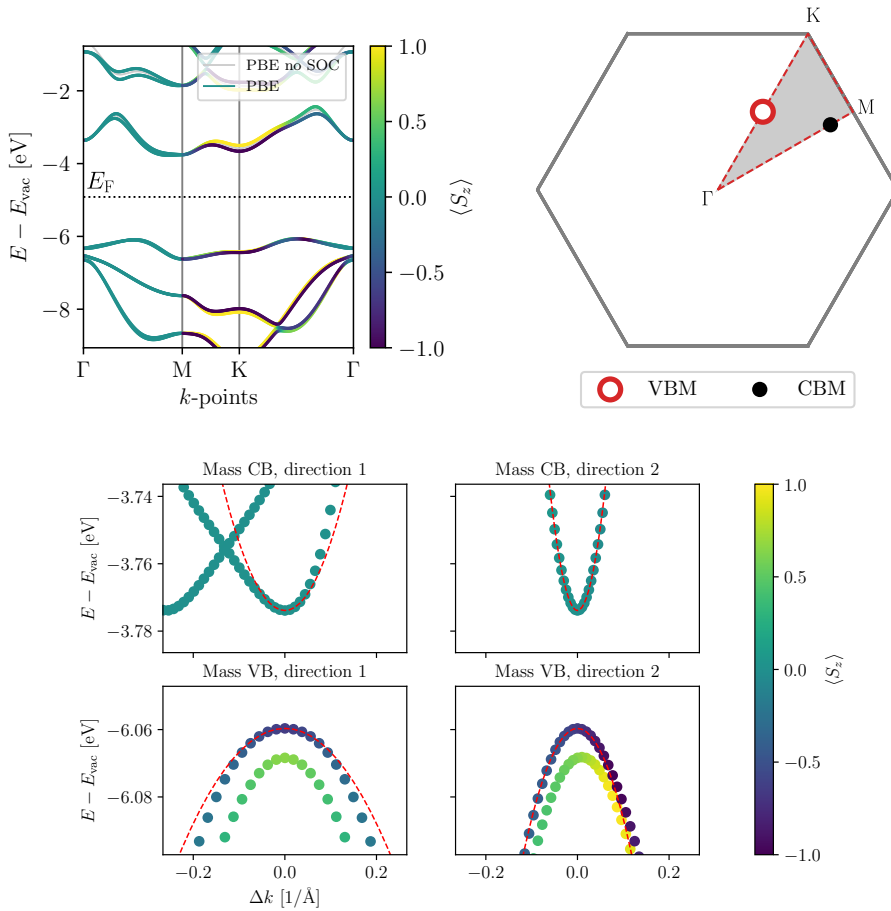 PBE no SOC
PBE
E_F
E − E_vac [eV]
−2
−4
−6
−8
Γ
M
K
Γ
k-points
1.0
0.5
0.0
−0.5
−1.0
⟨S_z⟩
K
M
Γ
VBM
CBM
Mass CB, direction 1
Mass CB, direction 2
E − E_vac [eV]
−3.74
−3.76
−3.78
Mass VB, direction 1
Mass VB, direction 2
E − E_vac [eV]
−6.06
−6.08
−0.2
0.0
0.2
Δk [1/Å]
−0.2
0.0
0.2
1.0
0.5
0.0
−0.5
−1.0
⟨S_z⟩